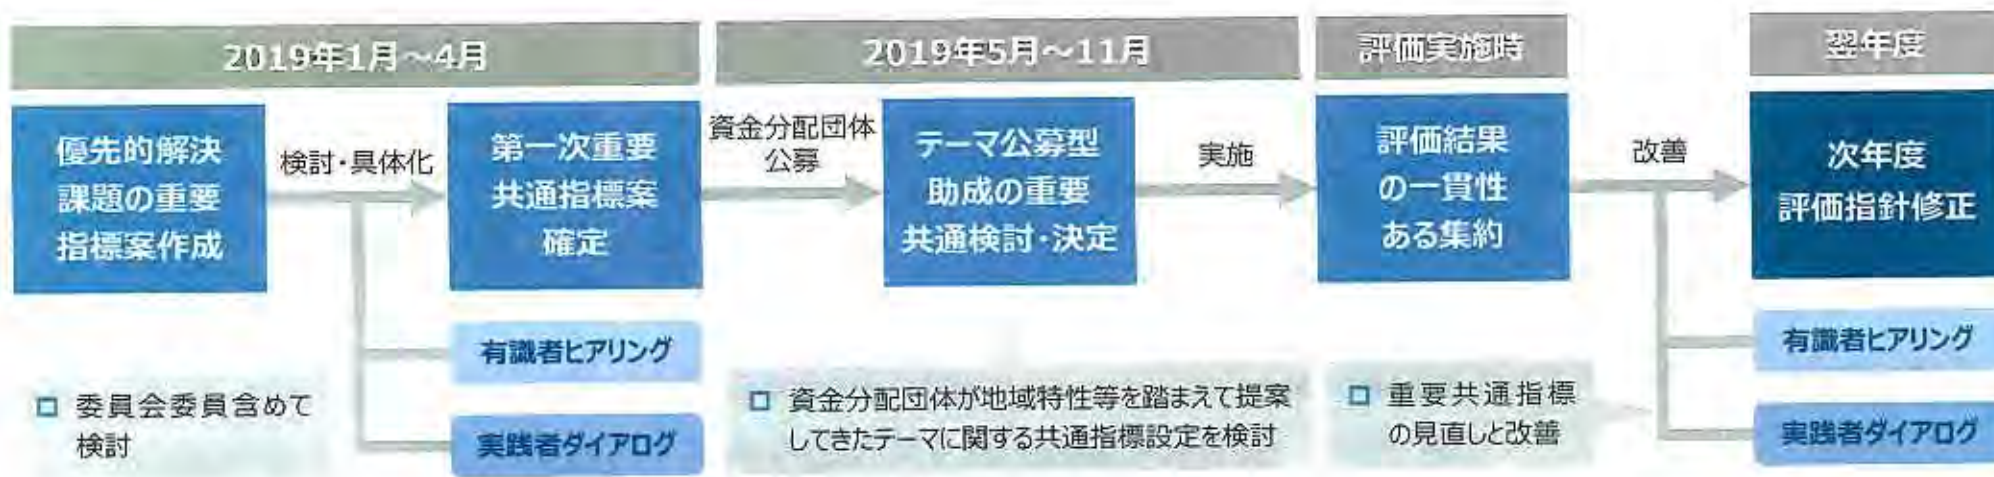 2019年1月～4月
2019年5月～11月
評価実施時
翌年度
優先的解決
課題の重要
指標案作成
検討・具体化
第一次重要
共通指標案
確定
資金分配団体
公募
テーマ公募型
助成の重要
共通検討・決定
実施
評価結果
の一貫性
ある集約
改善
次年度
評価指針修正
有識者ヒアリング
実践者ダイアログ
有識者ヒアリング
実践者ダイアログ
委員会委員含めて
検討
資金分配団体が地域特性等を踏まえて提案
してきたテーマに関する共通指標設定を検討
重要共通指標
の見直しと改善